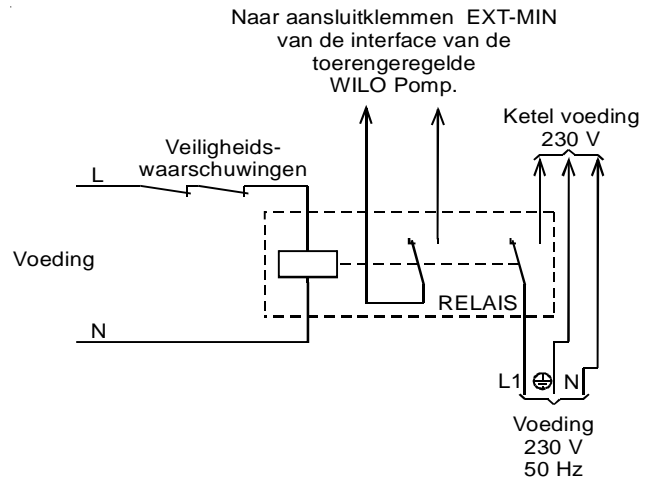 Naar aansluitklemmen EXT-MIN
van de interface van de
toerengeregelde
WILO Pomp.
Ketel voeding
230 V
Veiligheids-
waarschuwingen
L
Voeding
RELAIS
N
L1
N
Voeding
230 V
50 Hz